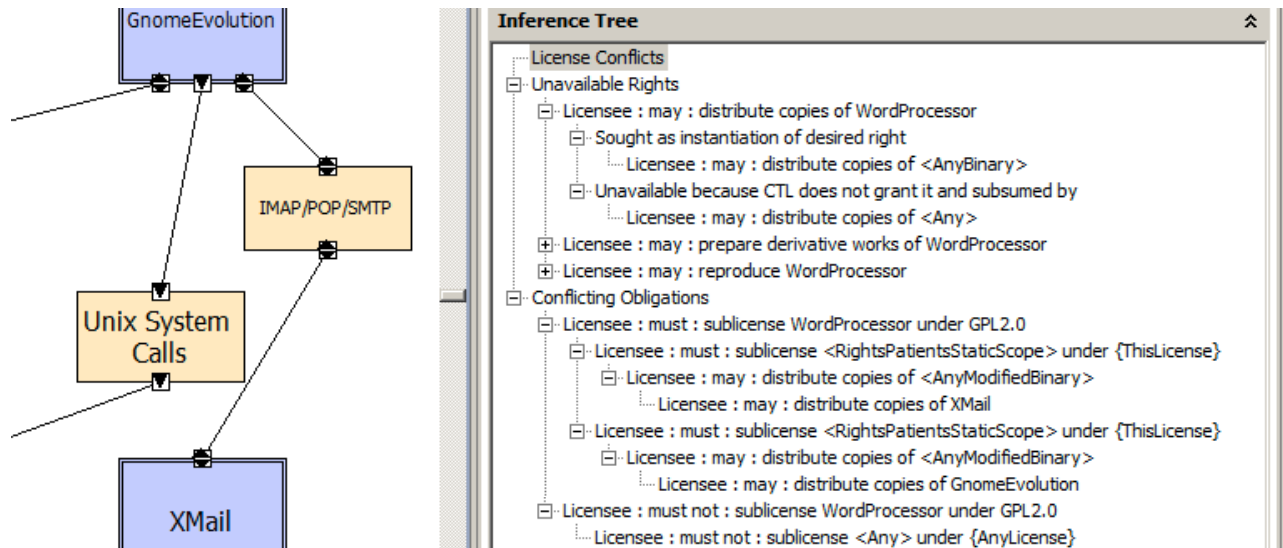 GnomeEvolution
IMAP/POP/SMTP
Unix System
Calls
XMail
Inference Tree
License Conflicts
Unavailable Rights
Licensee : may : distribute copies of WordProcessor
Sought as instantiation of desired right
Licensee : may : distribute copies of <AnyBinary>
Unavailable because CTL does not grant it and subsumed by
Licensee : may : distribute copies of <Any>
Licensee : may : prepare derivative works of WordProcessor
Licensee : may : reproduce WordProcessor
Conflicting Obligations
Licensee : must : sublicense WordProcessor under GPL2.0
Licensee : must : sublicense <RightsPatientsStaticScope> under {ThisLicense}
Licensee : may : distribute copies of <AnyModifiedBinary>
Licensee : may : distribute copies of XMail
Licensee : must : sublicense <RightsPatientsStaticScope> under {ThisLicense}
Licensee : may : distribute copies of <AnyModifiedBinary>
Licensee : may : distribute copies of GnomeEvolution
Licensee : must not : sublicense WordProcessor under GPL2.0
Licensee : must not : sublicense <Any> under {AnyLicense}